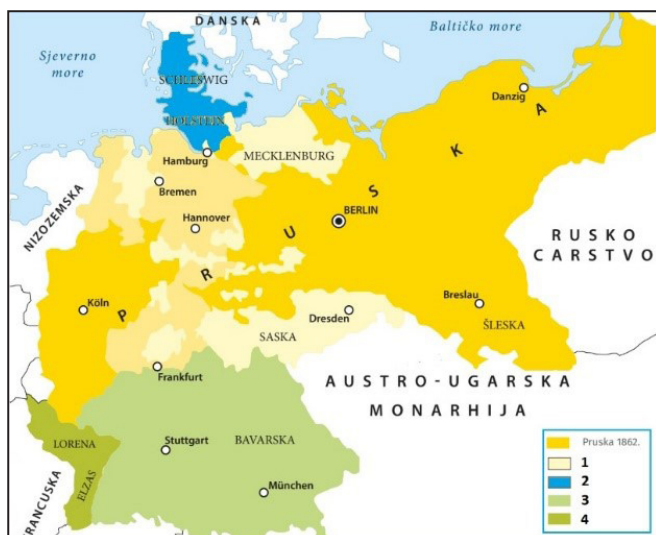 DANSKA
Baltičko more
Sjeverno
more
SCHLESWIG
HOLSTEIN
Danzig
Hamburg
MECKLENBURG
Bremen
NIZOZEMSKA
Hannover
BERLIN
PRUSKA
RUSKO
CARSTVO
Köln
Breslau
Dresden
ŠLESKA
SASKA
Frankfurt
AUSTRO-UGARSKA
MONARHIJA
LORENA
Stuttgart
BAVARSKA
ELZAS
München
FRANCUSKA
Pruska 1862.
1
2
3
4